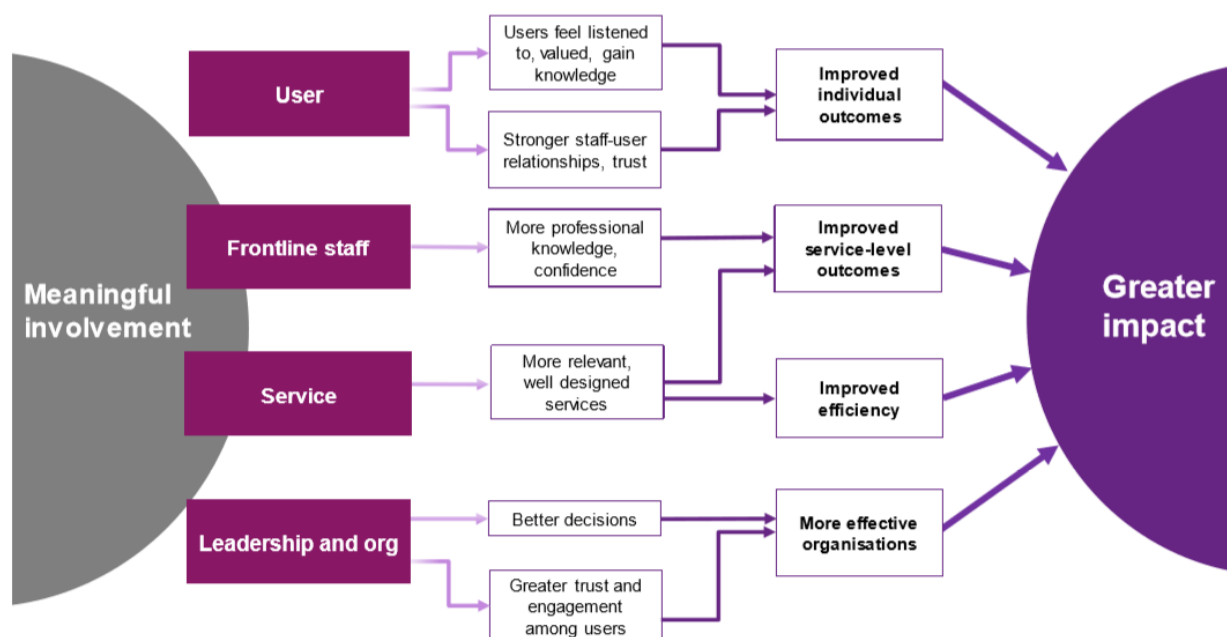 Meaningful
involvement
User
Frontline staff
Service
Leadership and org
Users feel listened
to, valued, gain
knowledge
Stronger staff-user
relationships, trust
More professional
knowledge,
confidence
More relevant,
well designed
services
Better decisions
Greater trust and
engagement
among users
Improved
individual
outcomes
Improved
service-level
outcomes
Improved
efficiency
More effective
organisations
Greater
impact